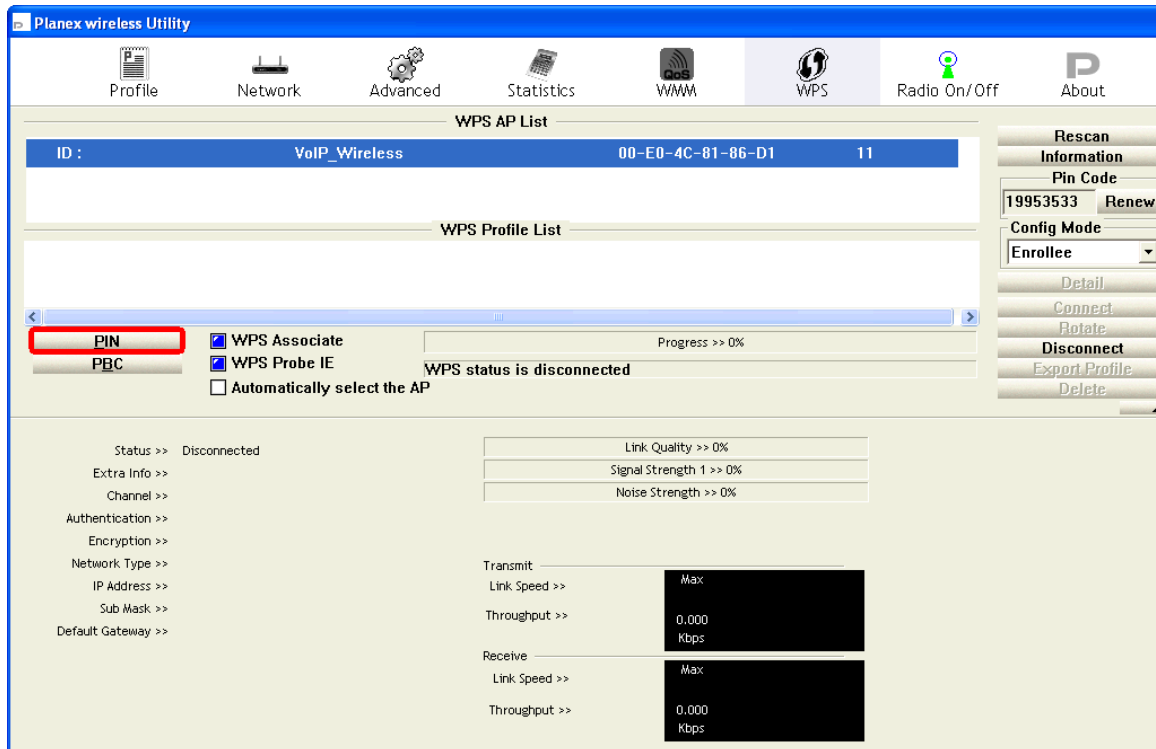 Planex wireless Utility
Profile Network Advanced Statistics WMM WPS Radio On/Off About
QoS
WPS AP List
ID : VoIP_Wireless 00-E0-4C-81-86-D1 11
Rescan
Information
Pin Code
19953533 Renew
WPS Profile List
Config Mode
Enrollee
Detail
Connect
Rotate
Disconnect
Export Profile
Delete
PIN
PBC
WPS Associate
WPS Probe IE
Automatically select the AP
Progress >> 0%
WPS status is disconnected
Status >> Disconnected
Extra Info >>
Channel >>
Authentication >>
Encryption >>
Network Type >>
IP Address >>
Sub Mask >>
Default Gateway >>
Link Quality >> 0%
Signal Strength 1 >> 0%
Noise Strength >> 0%
Transmit
Link Speed >> Max
Throughput >> 0.000
Kbps
Receive
Link Speed >> Max
Throughput >> 0.000
Kbps